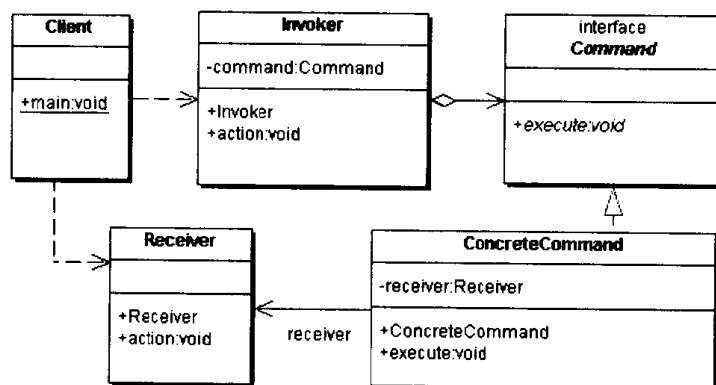 Client
+main:void
Invoker
-command:Command
+Invoker
+action:void
interface
Command
+execute:void
Receiver
+Receiver
+action:void
receiver
ConcreteCommand
-receiver:Receiver
+ConcreteCommand
+execute:void